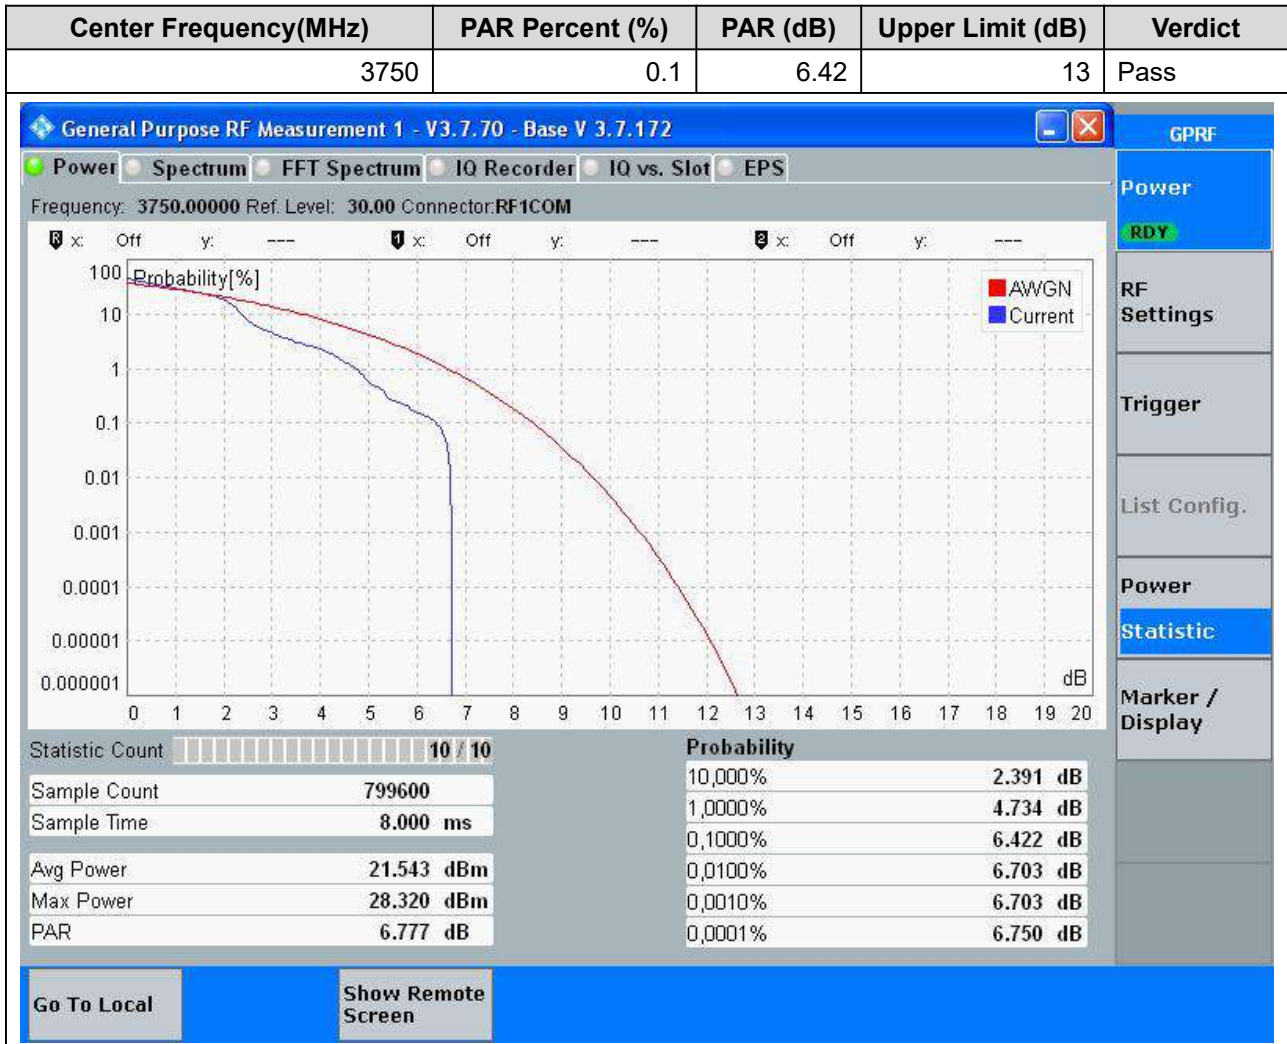 Center Frequency(MHz) PAR Percent (%) PAR (dB) Upper Limit (dB) Verdict
3750 0.1 6.42 13 Pass
General Purpose RF Measurement 1 - V3.7.70 - Base V 3.7.172
GPRF
Power Spectrum FFT Spectrum IQ Recorder IQ vs. Slot EPS
Power
RDY
Frequency: 3750.00000 Ref. Level: 30.00 Connector:RF1COM
R x: Off y: --- 1 x: Off y: --- 2 x: Off y: ---
Probability[%]
AWGN
Current
100
10
1
0.1
0.01
0.001
0.0001
0.00001
0.000001
dB
0 1 2 3 4 5 6 7 8 9 10 11 12 13 14 15 16 17 18 19 20
RF
Settings
Trigger
List Config.
Power
Statistic
Marker /
Display
Statistic Count 10 / 10
Sample Count 799600
Sample Time 8.000 ms
Avg Power 21.543 dBm
Max Power 28.320 dBm
PAR 6.777 dB
Probability
10,000% 2.391 dB
1,0000% 4.734 dB
0,1000% 6.422 dB
0,0100% 6.703 dB
0,0010% 6.703 dB
0,0001% 6.750 dB
Go To Local
Show Remote
Screen